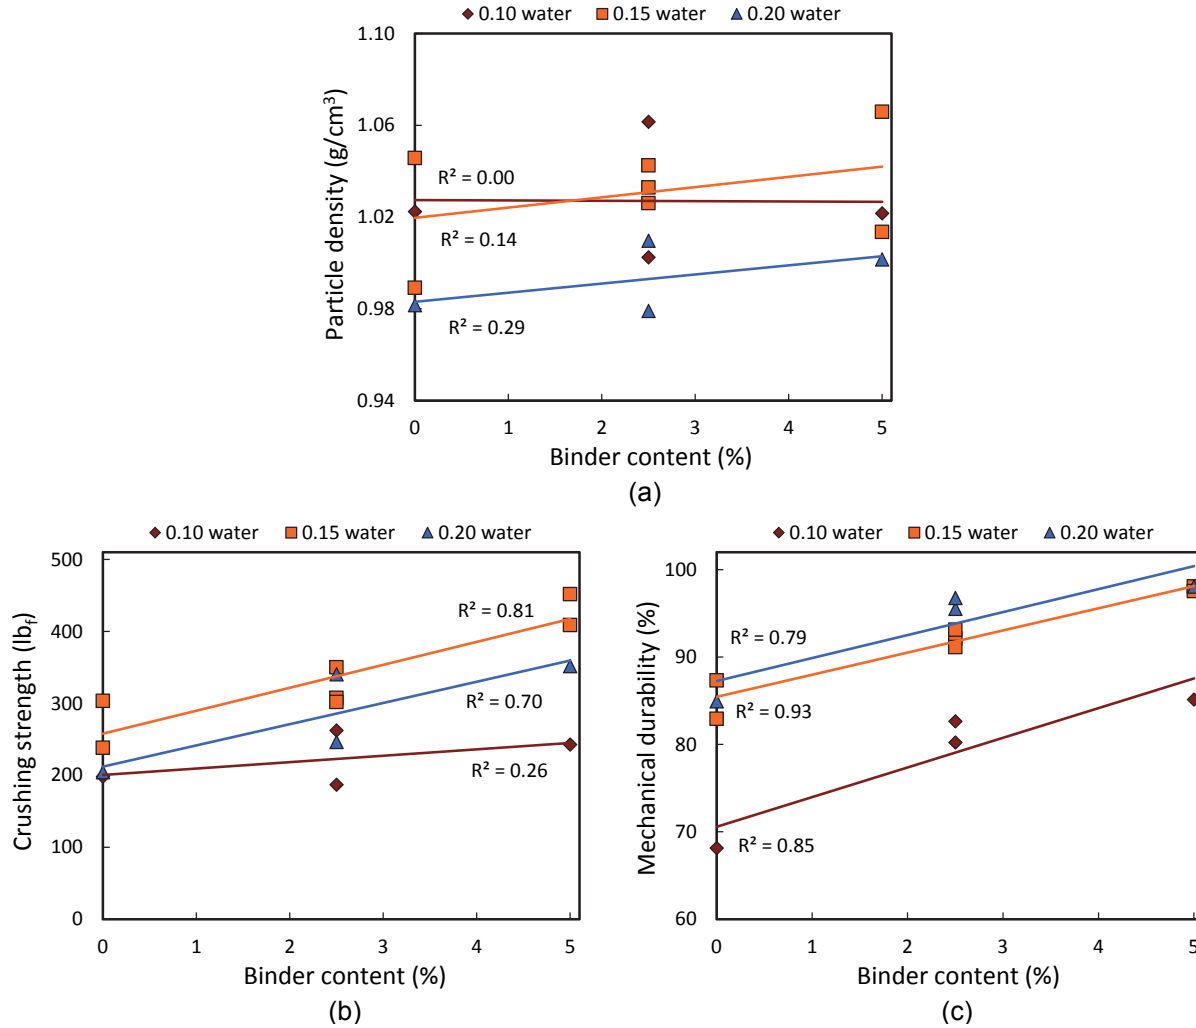 0.10 water 0.15 water 0.20 water
1.10
1.06
1.02
0.98
0.94
Particle density (g/cm³)
R² = 0.00
R² = 0.14
R² = 0.29
0 1 2 3 4 5
Binder content (%)
(a)
0.10 water 0.15 water 0.20 water
500
400
300
200
100
0
Crushing strength (lbf)
R² = 0.81
R² = 0.70
R² = 0.26
0 1 2 3 4 5
Binder content (%)
(b)
0.10 water 0.15 water 0.20 water
100
90
80
70
60
Mechanical durability (%)
R² = 0.79
R² = 0.93
R² = 0.85
0 1 2 3 4 5
Binder content (%)
(c)